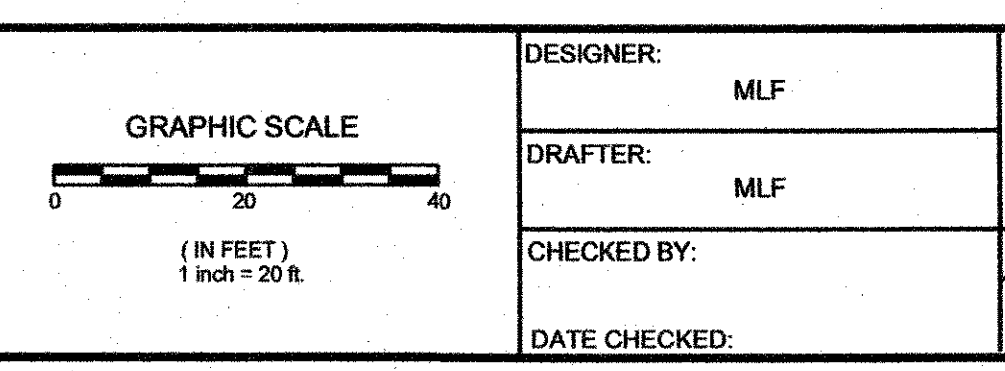 GRAPHIC SCALE
0 20 40
( IN FEET )
1 inch = 20 ft.
DESIGNER:
MLF
DRAFTER:
MLF
CHECKED BY:
DATE CHECKED: